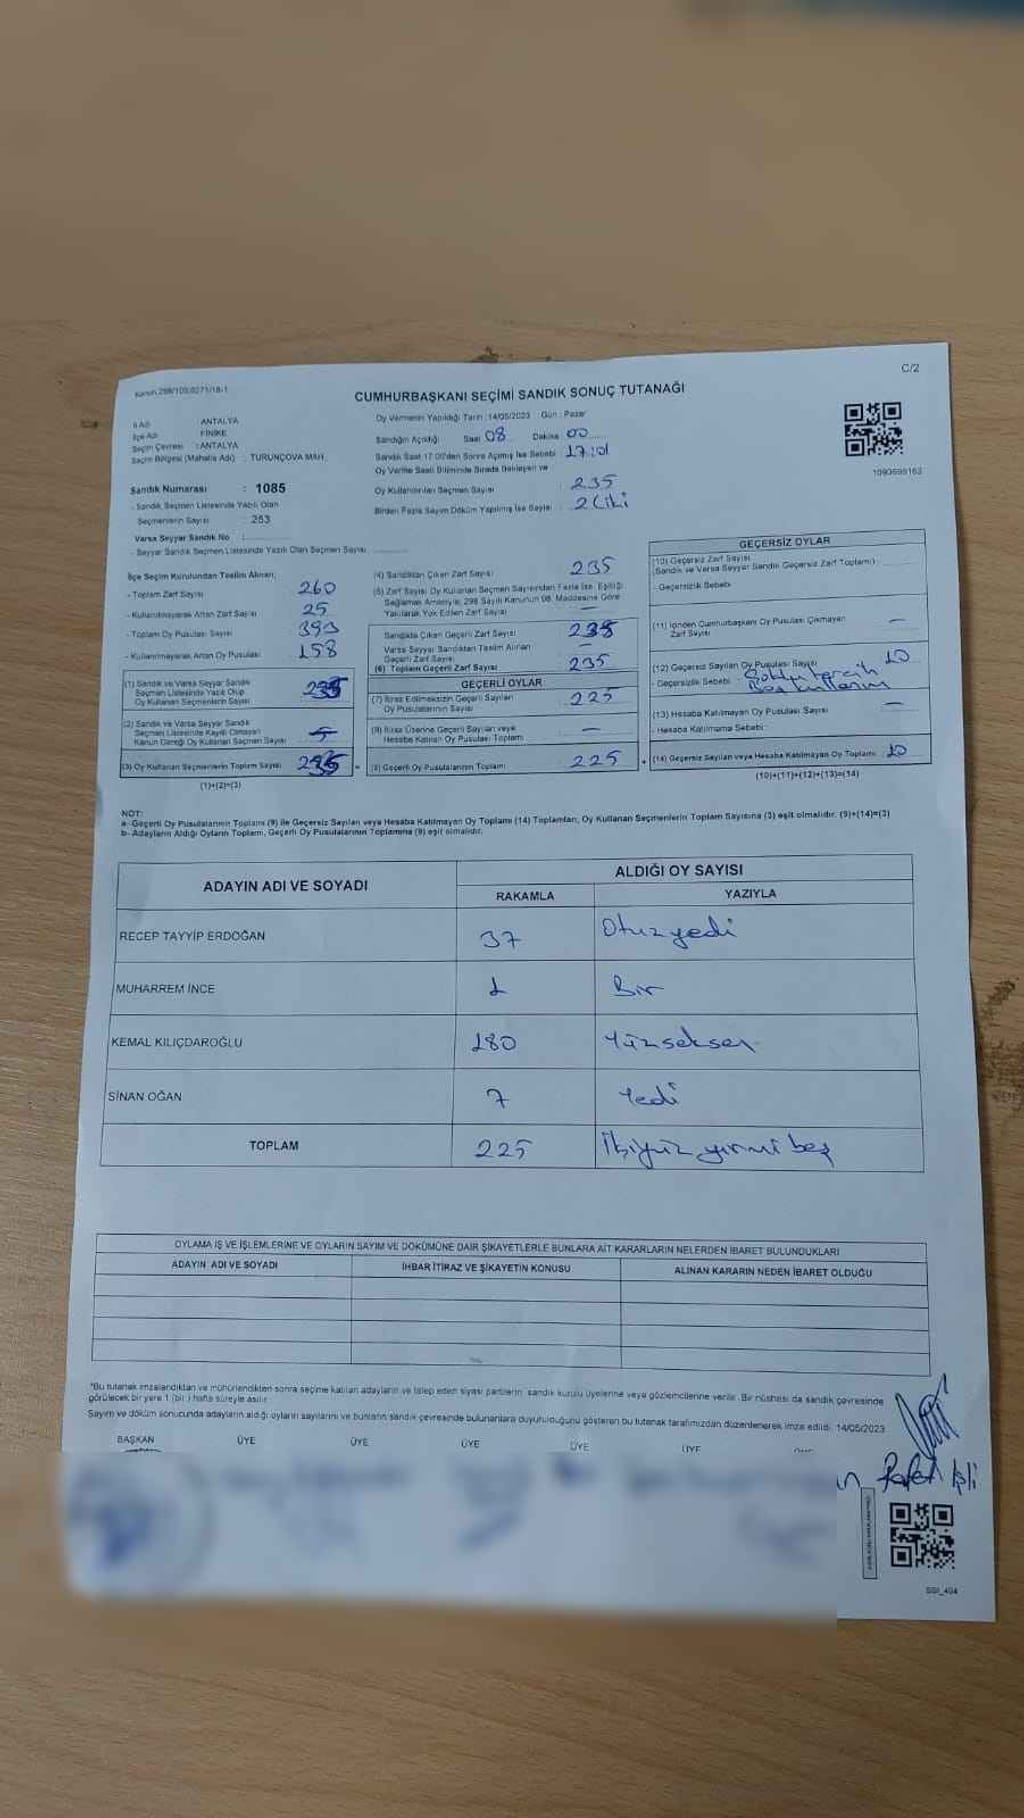 C/2
CUMHURBAŞKANI SEÇİMİ SANDIK SONUÇ TUTANAĞI
İl Adı : ANTALYA
İlçe Adı : FİNİKE
Seçim Çevresi : ANTALYA
Seçim Bölgesi (Mahalle Adı) : TURUNÇOVA MAH.
Sandık Numarası : 1085
- Sandık Seçmen Listesinde Yazılı Olan
Seçmenlerin Sayısı : 253
Varsa Seyyar Sandık No :
- Seyyar Sandık Seçmen Listesinde Yazılı Olan Seçmen Sayısı
Oy Vermenin Yapıldığı Tarih : 14/05/2023 Gün : Pazar
Sandığın Açıldığı Saat 08 Dakika 00
Sandık Saat 17.00'den Sonra Açılmış İse Sebebi : 17:01
Oy Verme Saati Bitiminde Sırada Bekleyen ve
Oy Kullandırılan Seçmen Sayısı : 235
Birden Fazla Sayım Döküm Yapılmış İse Sayısı : 2 (iki)
1090599163
İlçe Seçim Kurulundan Teslim Alınan;
- Toplam Zarf Sayısı 260
- Kullanılmayarak Artan Zarf Sayısı 25
- Toplam Oy Pusulası Sayısı 393
- Kullanılmayarak Artan Oy Pusulası 158
(1) Sandık ve Varsa Seyyar Sandık
Seçmen Listesinde Yazılı Olup
Oy Kullanan Seçmenlerin Sayısı
(2) Sandık ve Varsa Seyyar Sandık
Seçmen Listesinde Kayıtlı Olmayan
Kanun Gereği Oy Kullanan Seçmen Sayısı
(3) Oy Kullanan Seçmenlerin Toplam Sayısı 235
(1)+(2)=(3)
(4) Sandıktan Çıkan Zarf Sayısı 235
(5) Zarf Sayısı Oy Kullanan Seçmen Sayısından Fazla İse, Eşitliği
Sağlamak Amacıyla; 298 Sayılı Kanunun 98. Maddesine Göre
Yakılarak Yok Edilen Zarf Sayısı —
Sandıkta Çıkan Geçerli Zarf Sayısı 235
Varsa Seyyar Sandıktan Teslim Alınan
Geçerli Zarf Sayısı —
(6) Toplam Geçerli Zarf Sayısı 235
GEÇERLİ OYLAR
(7) İtiraz Edilmeksizin Geçerli Sayılan
Oy Pusulalarının Sayısı 225
(8) İtiraz Üzerine Geçerli Sayılan veya
Hesaba Katılan Oy Pusulası Toplamı —
(9) Geçerli Oy Pusulalarının Toplamı 225
GEÇERSİZ OYLAR
(10) Geçersiz Zarf Sayısı
(Sandık ve Varsa Seyyar Sandık Geçersiz Zarf Toplamı)
- Geçersizlik Sebebi
(11) İçinden Cumhurbaşkanı Oy Pusulası Çıkmayan
Zarf Sayısı —
(12) Geçersiz Sayılan Oy Pusulası Sayısı 10
- Geçersizlik Sebebi :
(13) Hesaba Katılmayan Oy Pusulası Sayısı —
- Hesaba Katılmama Sebebi :
(14) Geçersiz Sayılan veya Hesaba Katılmayan Oy Toplamı 10
(10)+(11)+(12)+(13)=(14)
NOT:
a- Geçerli Oy Pusulalarının Toplamı (9) ile Geçersiz Sayılan veya Hesaba Katılmayan Oy Toplamı (14) Toplamları, Oy Kullanan Seçmenlerin Toplam Sayısına (3) eşit olmalıdır. (9)+(14)=(3)
b- Adayların Aldığı Oyların Toplamı, Geçerli Oy Pusulalarının Toplamına (9) eşit olmalıdır.
ADAYIN ADI VE SOYADI ALDIĞI OY SAYISI
RAKAMLA YAZIYLA
RECEP TAYYİP ERDOĞAN 37 Otuzyedi
MUHARREM İNCE 1 Bir
KEMAL KILIÇDAROĞLU 180 Yüzseksen
SİNAN OĞAN 7 Yedi
TOPLAM 225 İkiyüz yirmi beş
OYLAMA İŞ VE İŞLEMLERİNE VE OYLARIN SAYIM VE DÖKÜMÜNE DAİR ŞİKAYETLERLE BUNLARA AİT KARARLARIN NELERDEN İBARET BULUNDUKLARI
ADAYIN ADI VE SOYADI İHBAR İTİRAZ VE ŞİKAYETİN KONUSU ALINAN KARARIN NEDEN İBARET OLDUĞU
*Bu tutanak imzalandıktan ve mühürlendikten sonra seçime katılan adayların ve talep eden siyasi partilerin sandık kurulu üyelerine veya gözlemcilerine verilir. Bir nüshası da sandık çevresinde
görülecek bir yere 1 (bir) hafta süreyle asılır.
Sayım ve döküm sonucunda adayların aldığı oyların sayılarını ve bunların sandık çevresinde bulunanlara duyurulduğunu gösteren bu tutanak tarafımızdan düzenlenerek imza edildi. 14/05/2023
BAŞKAN ÜYE ÜYE ÜYE ÜYE ÜYE